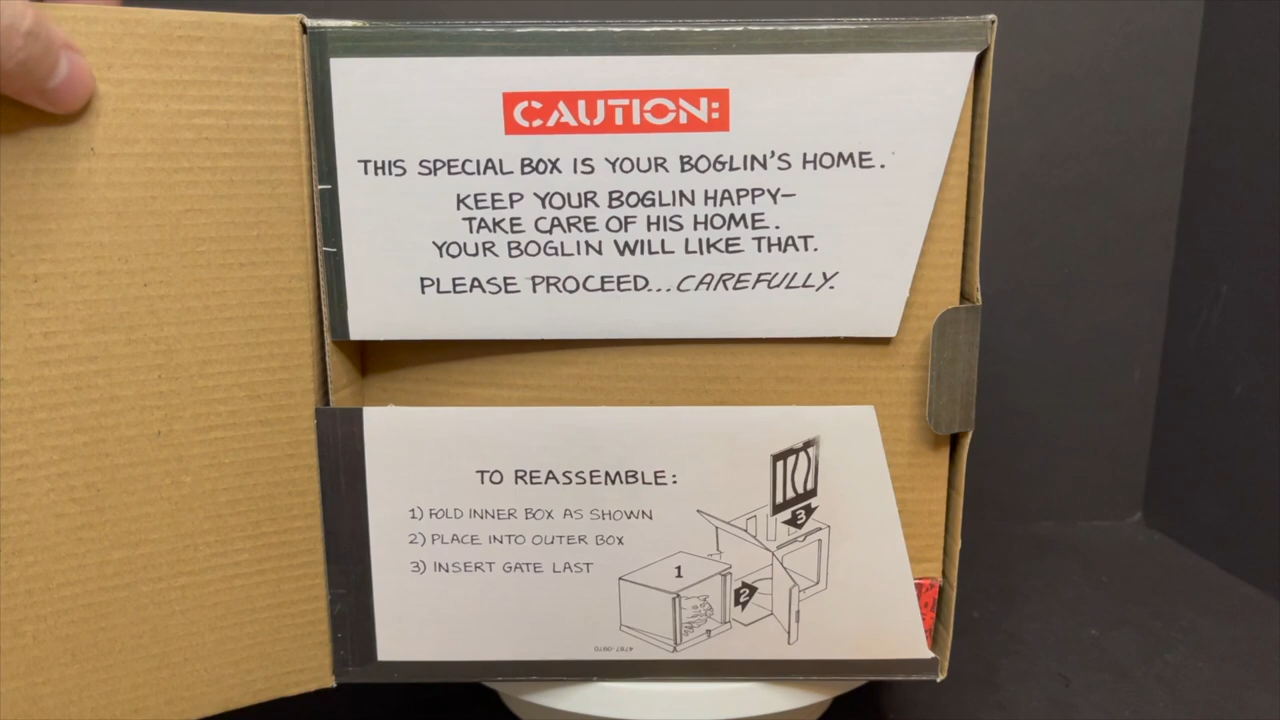 CAUTION:
THIS SPECIAL BOX IS YOUR BOGLIN'S HOME.
KEEP YOUR BOGLIN HAPPY–
TAKE CARE OF HIS HOME.
YOUR BOGLIN WILL LIKE THAT.
PLEASE PROCEED...CAREFULLY.
TO REASSEMBLE:
1) FOLD INNER BOX AS SHOWN
2) PLACE INTO OUTER BOX
3) INSERT GATE LAST
3
1
2
4797-0970